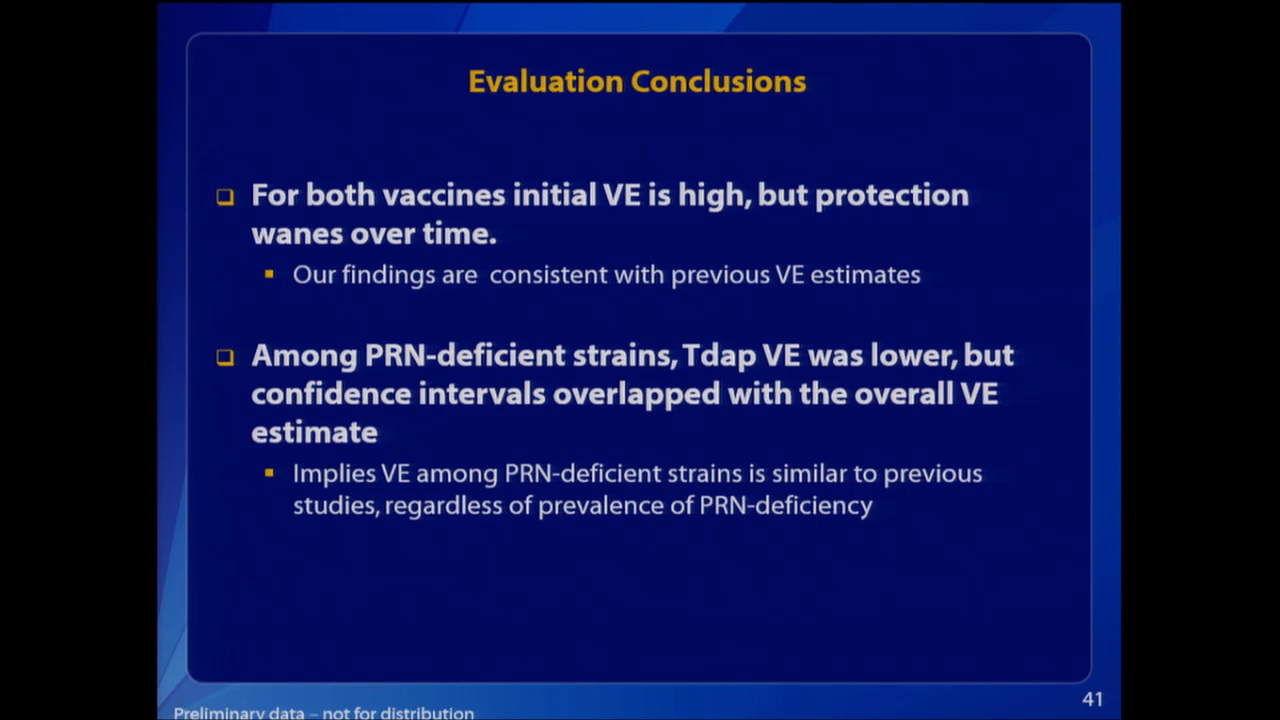 Evaluation Conclusions
For both vaccines initial VE is high, but protection
wanes over time.
Our findings are consistent with previous VE estimates
Among PRN-deficient strains, Tdap VE was lower, but
confidence intervals overlapped with the overall VE
estimate
Implies VE among PRN-deficient strains is similar to previous
studies, regardless of prevalence of PRN-deficiency
41
Preliminary data – not for distribution